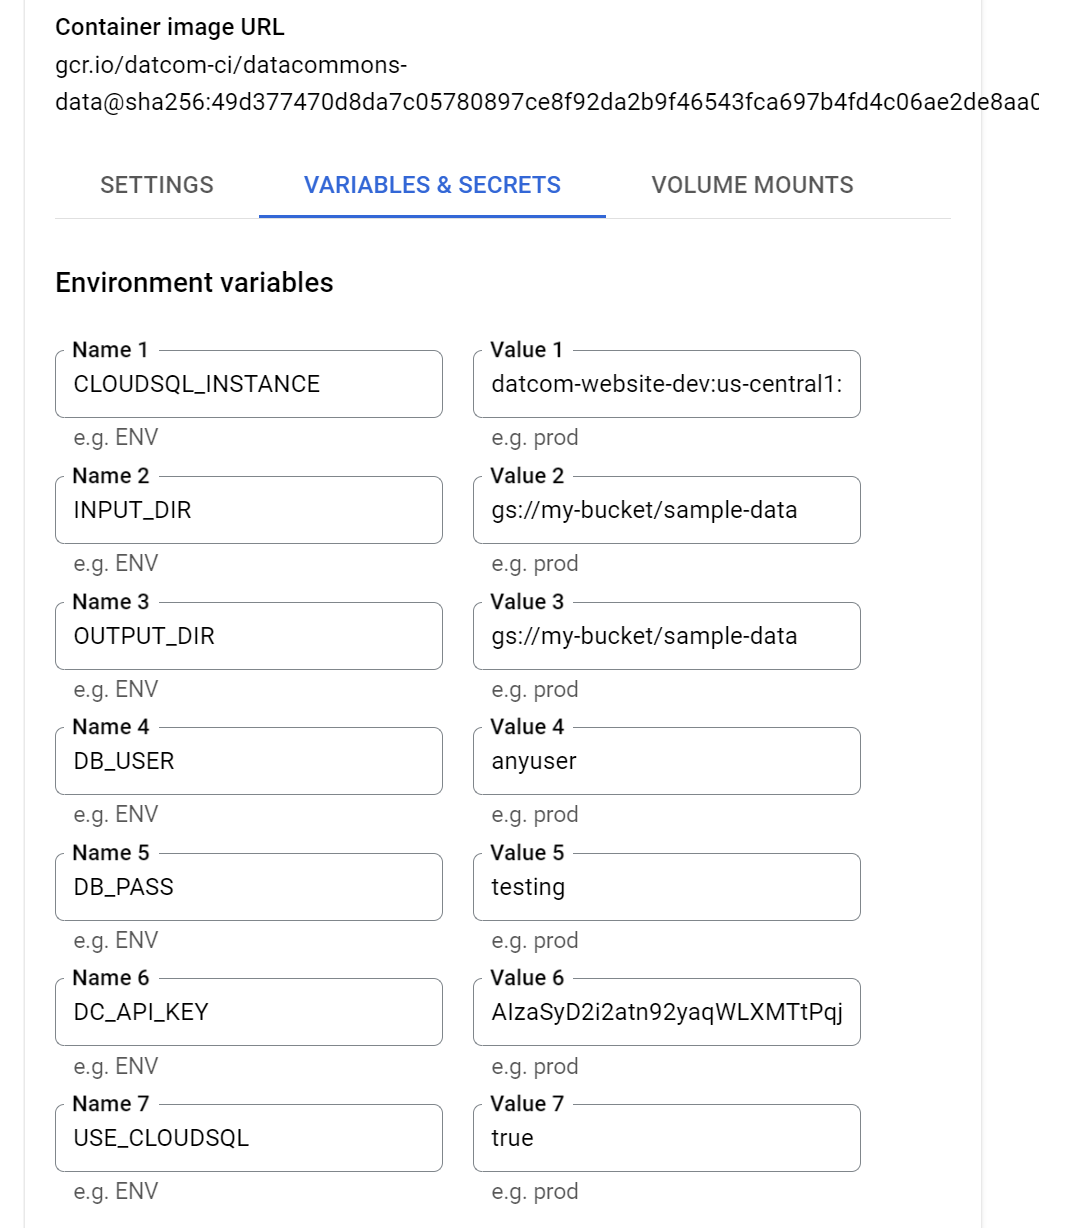 Container image URL
gcr.io/datcom-ci/datacommons-
data@sha256:49d377470d8da7c05780897ce8f92da2b9f46543fca697b4fd4c06ae2de8aa0
SETTINGS VARIABLES & SECRETS VOLUME MOUNTS
Environment variables
Name 1 Value 1
CLOUDSQL_INSTANCE datcom-website-dev:us-central1:
e.g. ENV e.g. prod
Name 2 Value 2
INPUT_DIR gs://my-bucket/sample-data
e.g. ENV e.g. prod
Name 3 Value 3
OUTPUT_DIR gs://my-bucket/sample-data
e.g. ENV e.g. prod
Name 4 Value 4
DB_USER anyuser
e.g. ENV e.g. prod
Name 5 Value 5
DB_PASS testing
e.g. ENV e.g. prod
Name 6 Value 6
DC_API_KEY AIzaSyD2i2atn92yaqWLXMTtPqj
e.g. ENV e.g. prod
Name 7 Value 7
USE_CLOUDSQL true
e.g. ENV e.g. prod